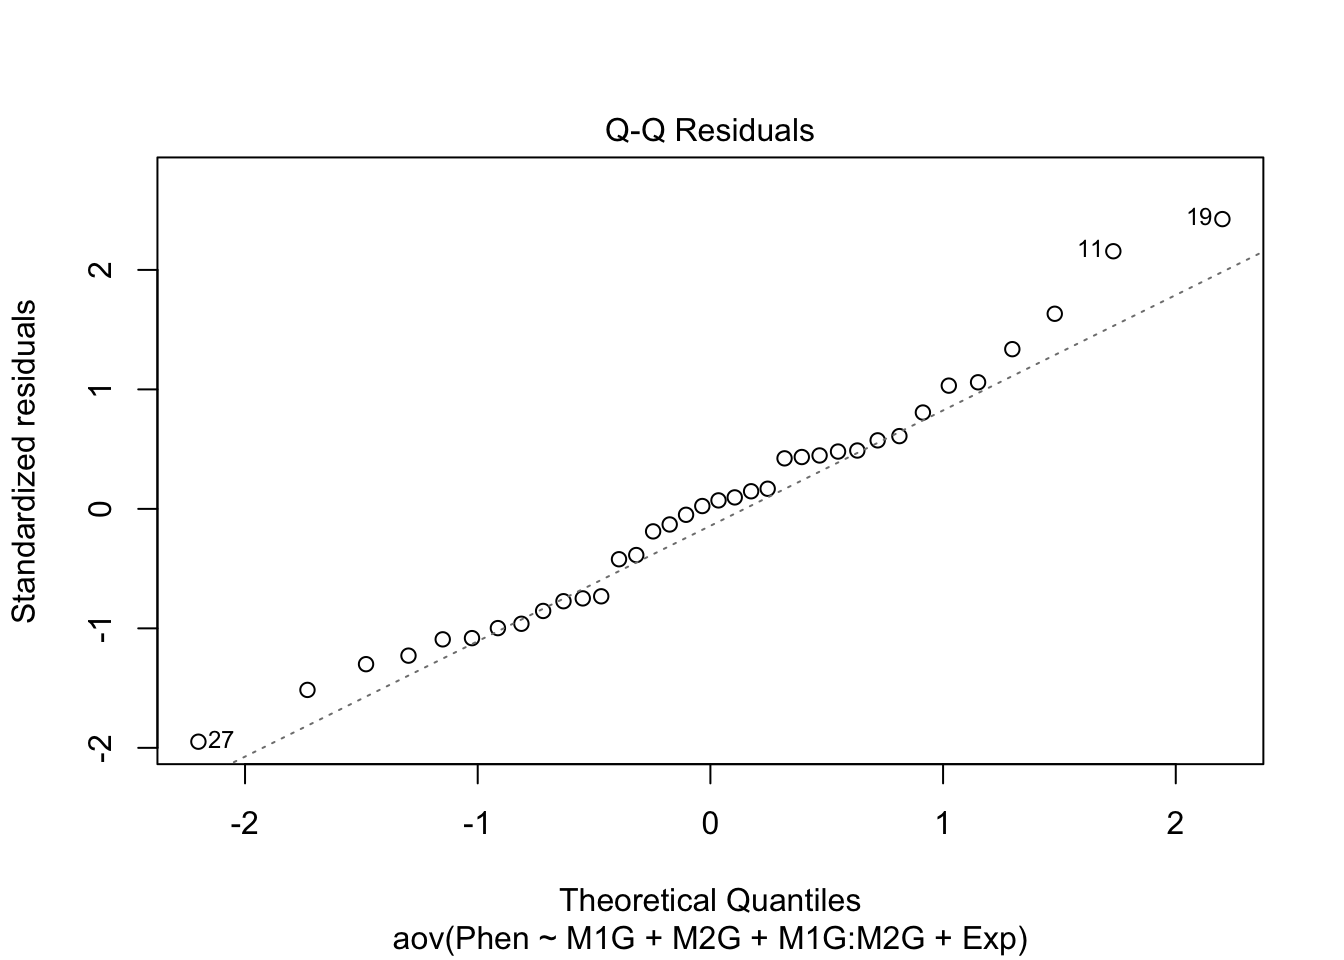 Q-Q Residuals
Standardized residuals
2
1
0
-1
-2
19
11
27
-2 -1 0 1 2
Theoretical Quantiles
aov(Phen ~ M1G + M2G + M1G:M2G + Exp)